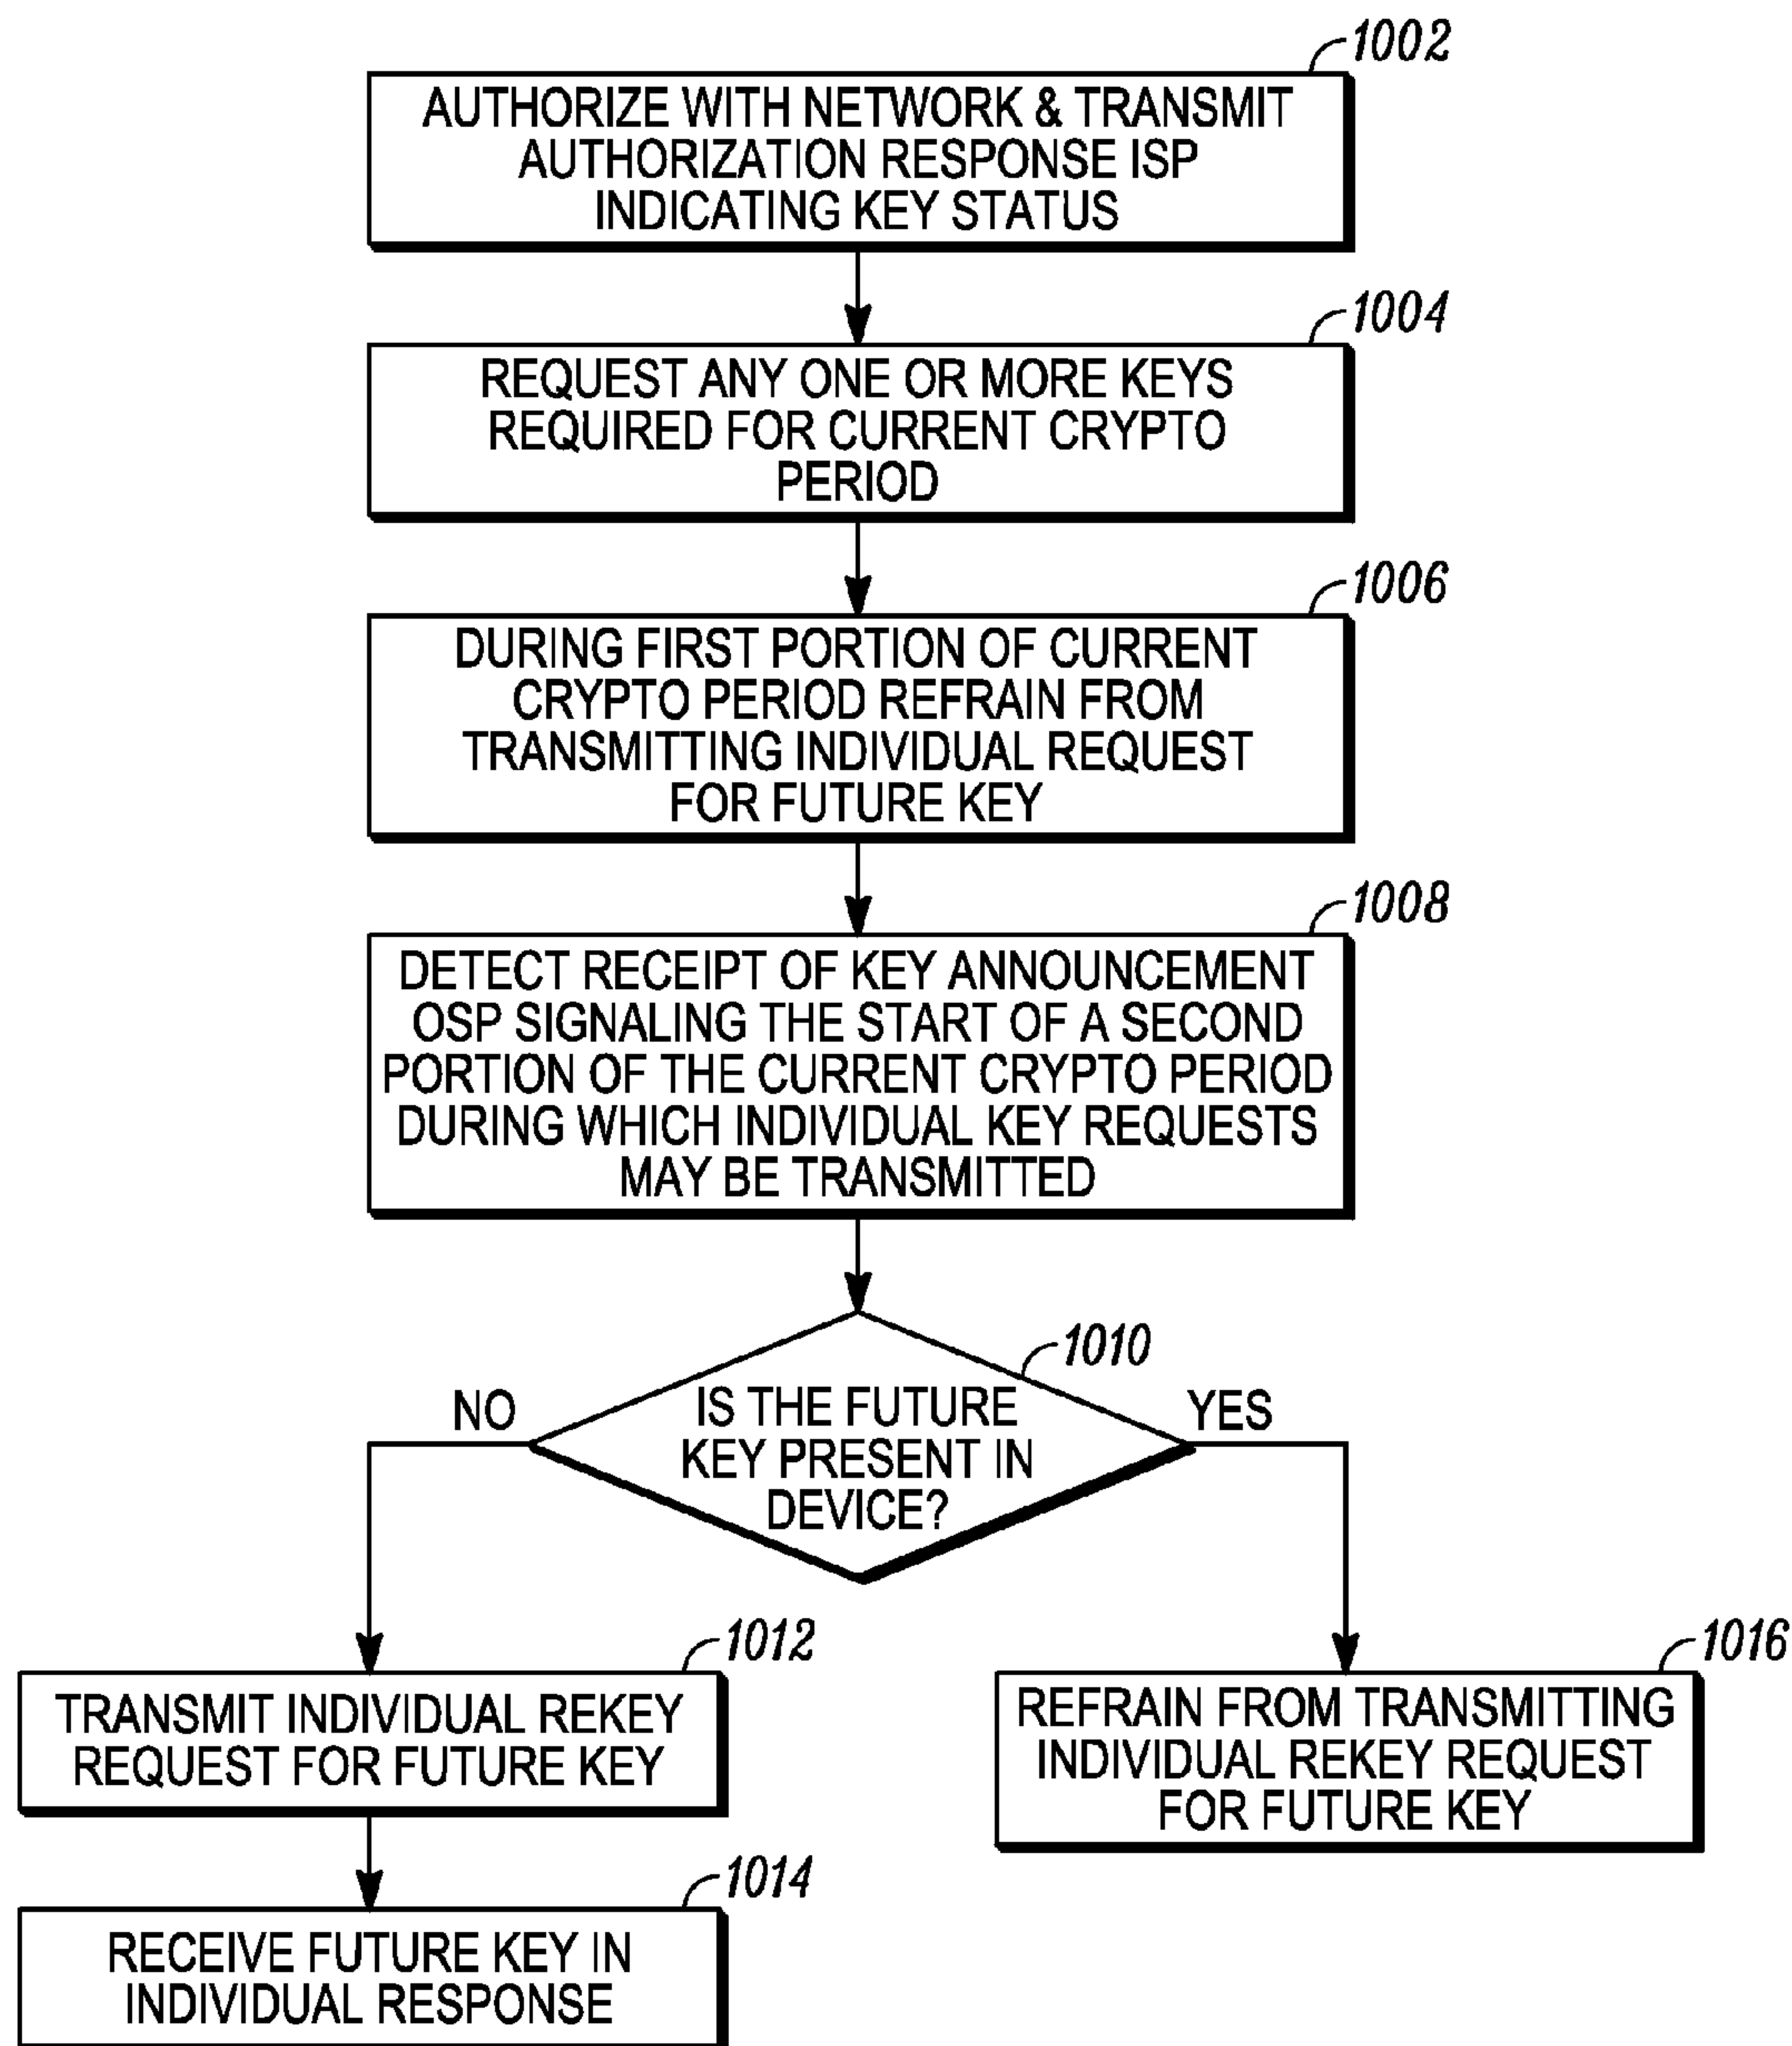 1002
AUTHORIZE WITH NETWORK & TRANSMIT
AUTHORIZATION RESPONSE ISP
INDICATING KEY STATUS
1004
REQUEST ANY ONE OR MORE KEYS
REQUIRED FOR CURRENT CRYPTO
PERIOD
1006
DURING FIRST PORTION OF CURRENT
CRYPTO PERIOD REFRAIN FROM
TRANSMITTING INDIVIDUAL REQUEST
FOR FUTURE KEY
1008
DETECT RECEIPT OF KEY ANNOUNCEMENT
OSP SIGNALING THE START OF A SECOND
PORTION OF THE CURRENT CRYPTO PERIOD
DURING WHICH INDIVIDUAL KEY REQUESTS
MAY BE TRANSMITTED
1010
IS THE FUTURE
KEY PRESENT IN
DEVICE?
NO
YES
1012
TRANSMIT INDIVIDUAL REKEY
REQUEST FOR FUTURE KEY
1016
REFRAIN FROM TRANSMITTING
INDIVIDUAL REKEY REQUEST
FOR FUTURE KEY
1014
RECEIVE FUTURE KEY IN
INDIVIDUAL RESPONSE